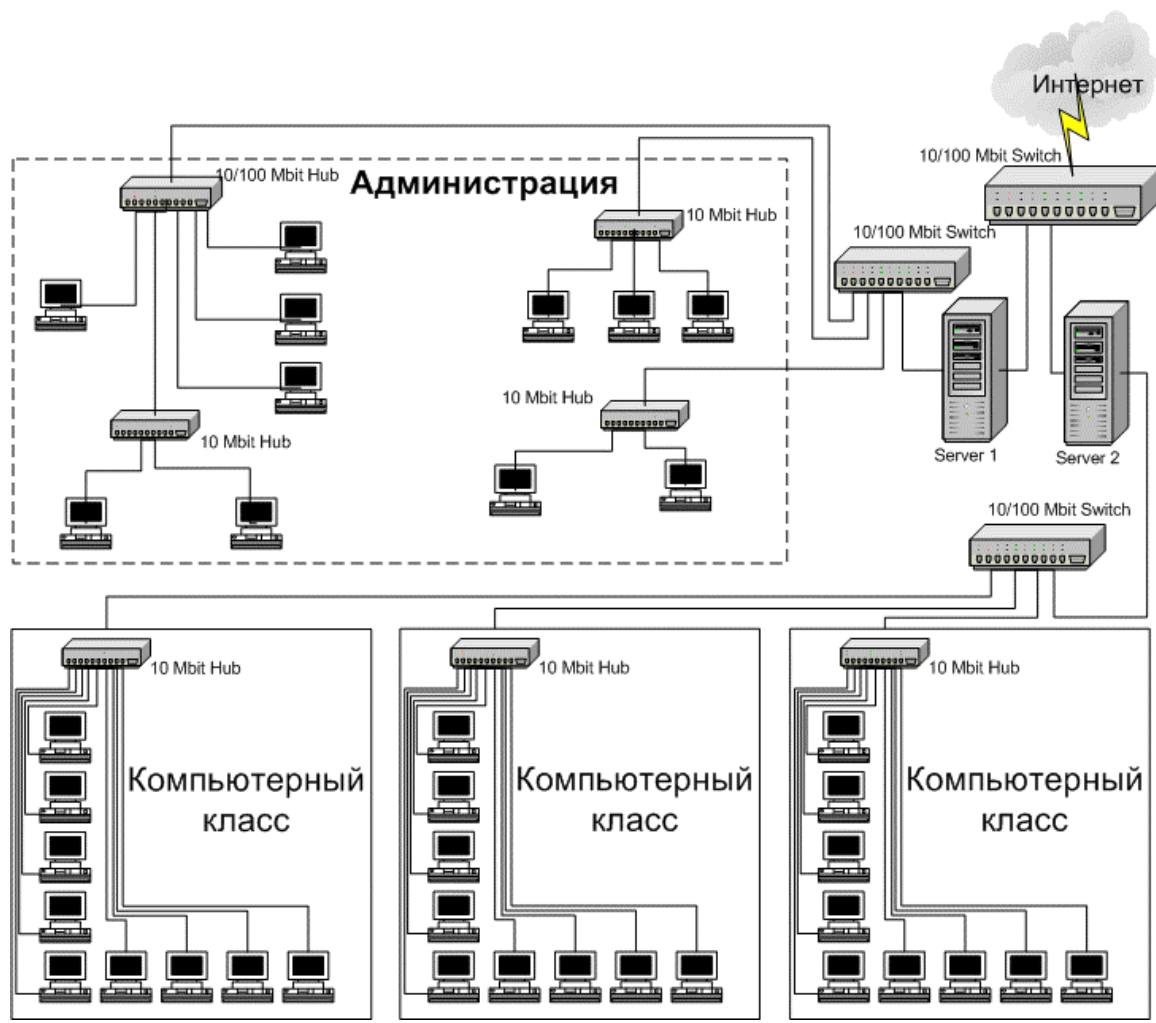 Интернет
10/100 Mbit Switch
10/100 Mbit Hub
Администрация
10 Mbit Hub
10/100 Mbit Switch
10 Mbit Hub
10 Mbit Hub
Server 1
Server 2
10/100 Mbit Switch
10 Mbit Hub
10 Mbit Hub
10 Mbit Hub
Компьютерный
класс
Компьютерный
класс
Компьютерный
класс